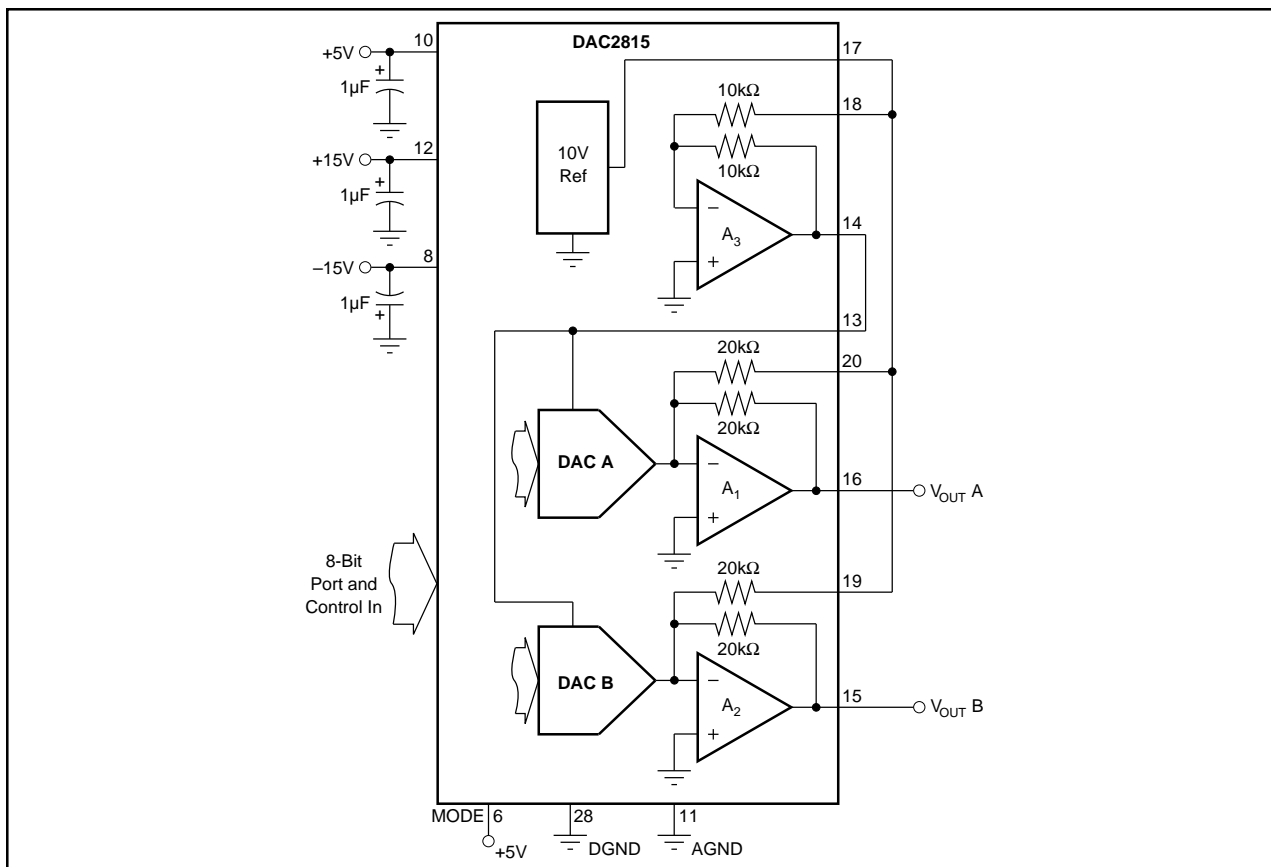 DAC2815
+5V
10
+
1µF
+15V
12
+
1µF
–15V
8
1µF
+
8-Bit
Port and
Control In
10V
Ref
17
10kΩ
18
10kΩ
–
A3
+
14
13
20kΩ
20
20kΩ
DAC A
–
A1
+
16
VOUT A
20kΩ
19
20kΩ
DAC B
–
A2
+
15
VOUT B
MODE
6
+5V
28
DGND
11
AGND